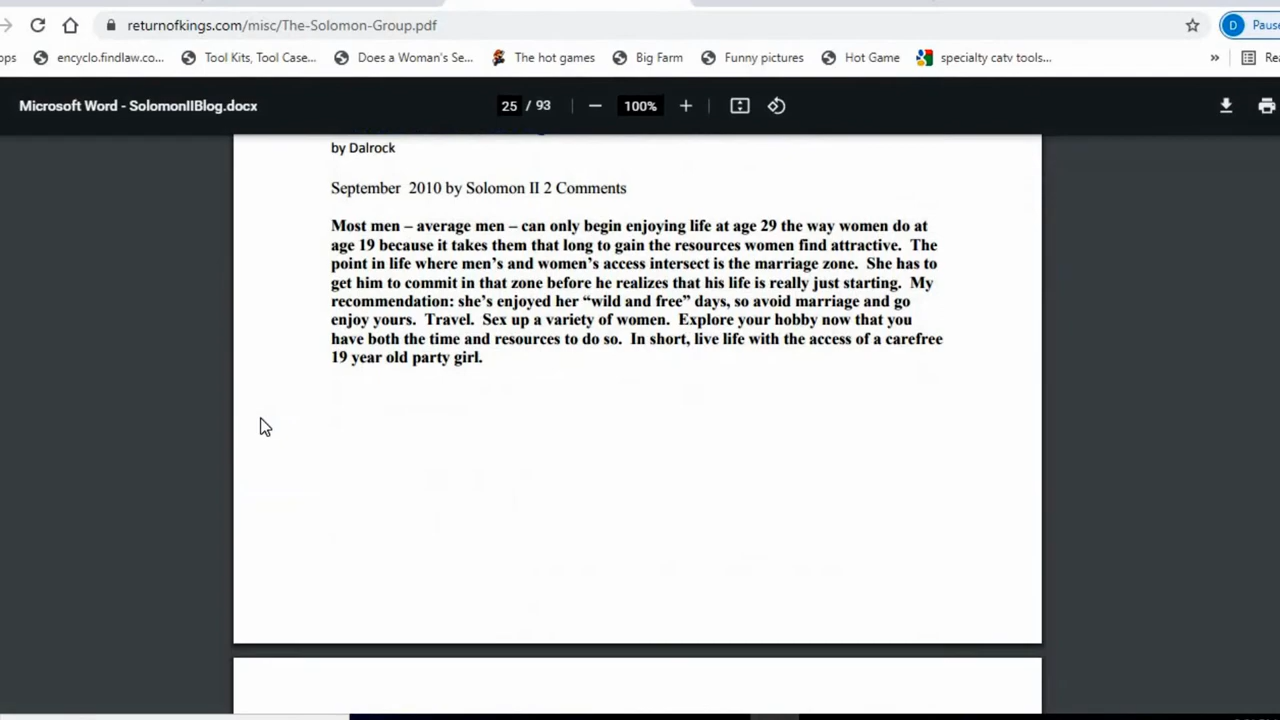 returnofkings.com/misc/The-Solomon-Group.pdf
D Pause
ops encyclo.findlaw.co... Tool Kits, Tool Case... Does a Woman's Se... The hot games Big Farm Funny pictures Hot Game specialty catv tools... » Rea
Microsoft Word - SolomonIIBlog.docx 25 / 93 − 100% +
by Dalrock
September 2010 by Solomon II 2 Comments
Most men – average men – can only begin enjoying life at age 29 the way women do at
age 19 because it takes them that long to gain the resources women find attractive. The
point in life where men’s and women’s access intersect is the marriage zone. She has to
get him to commit in that zone before he realizes that his life is really just starting. My
recommendation: she’s enjoyed her “wild and free” days, so avoid marriage and go
enjoy yours. Travel. Sex up a variety of women. Explore your hobby now that you
have both the time and resources to do so. In short, live life with the access of a carefree
19 year old party girl.